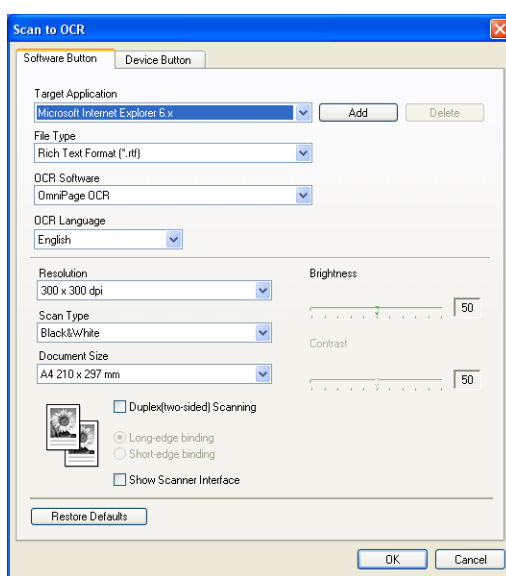 Scan to OCR
Software Button Device Button
Target Application
Microsoft Internet Explorer 6.x Add Delete
File Type
Rich Text Format (*.rtf)
OCR Software
OmniPage OCR
OCR Language
English
Resolution Brightness
300 x 300 dpi 50
Scan Type
Black&White Contrast
Document Size
A4 210 x 297 mm 50
Duplex(two-sided) Scanning
Long-edge binding
Short-edge binding
Show Scanner Interface
Restore Defaults
OK Cancel